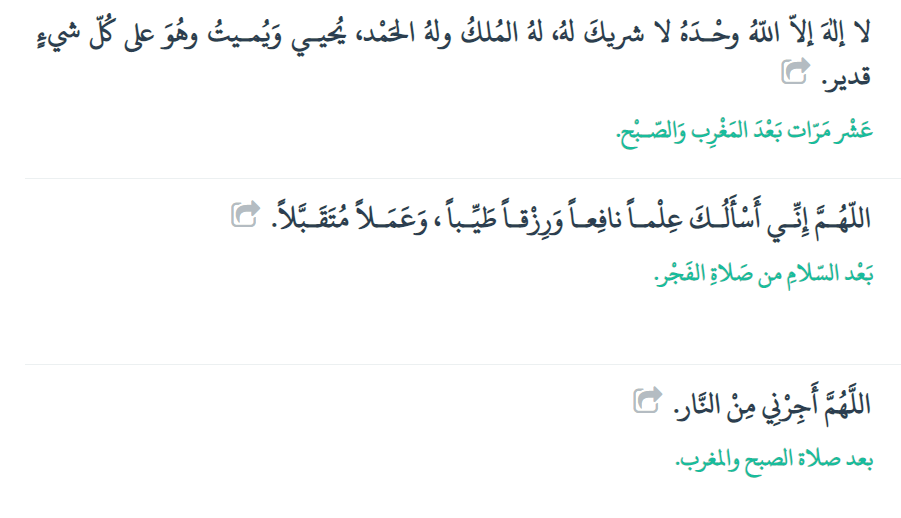 لا إلهَ إلاّ اللهُ وحْـدَهُ لا شريكَ لهُ، لهُ المُلكُ ولهُ الحَمْد، يُحيـي وَيُمـيتُ وهُوَ على كُلّ شيءٍ
قدير.
عَشْر مَرّات بَعْدَ المَغْرِب وَالصّـبْح.
اللّهُـمَّ إِنِّـي أَسْأَلُـكَ عِلْمـاً نافِعـاً وَرِزْقـاً طَيِّـباً ، وَعَمَـلاً مُتَقَـبَّلاً.
بَعْد السّلامِ من صَلاةِ الفَجْر.
اللَّهُمَّ أَجِرْنِي مِنْ النَّار.
بعد صلاة الصبح والمغرب.